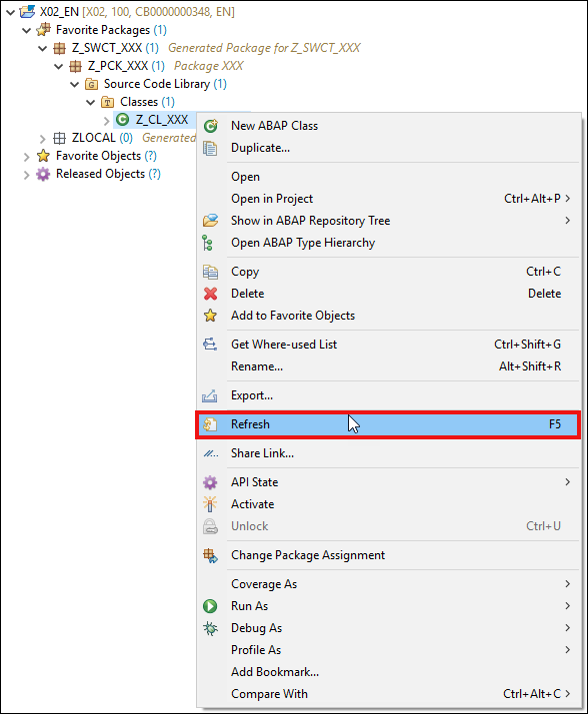 X02_EN [X02, 100, CB0000000348, EN]
Favorite Packages (1)
Z_SWCT_XXX (1) Generated Package for Z_SWCT_XXX
Z_PCK_XXX (1) Package XXX
Source Code Library (1)
Classes (1)
Z_CL_XXX
ZLOCAL (0) Generated
Favorite Objects (?)
Released Objects (?)
New ABAP Class
Duplicate...
Open
Open in Project Ctrl+Alt+P >
Show in ABAP Repository Tree >
Open ABAP Type Hierarchy
Copy Ctrl+C
Delete Delete
Add to Favorite Objects
Get Where-used List Ctrl+Shift+G
Rename... Alt+Shift+R
Export...
Refresh F5
Share Link...
API State >
Activate
Unlock Ctrl+U
Change Package Assignment
Coverage As >
Run As >
Debug As >
Profile As >
Add Bookmark...
Compare With Ctrl+Alt+C >